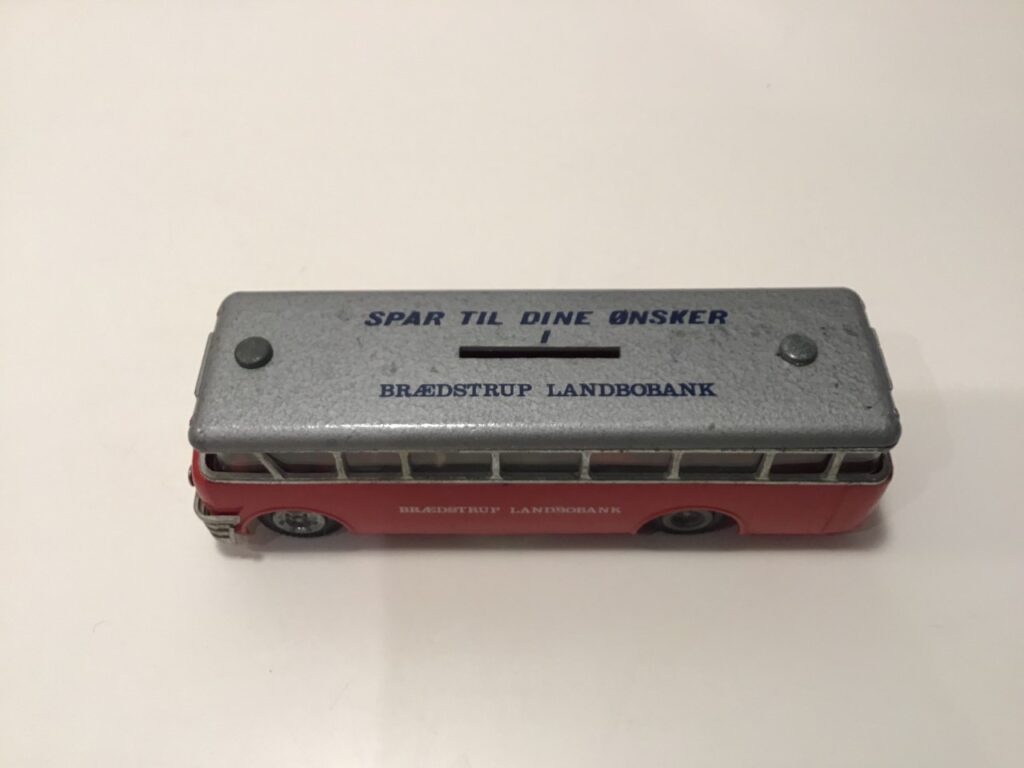 SPAR TIL DINE ØNSKER
I
BRÆDSTRUP LANDBOBANK
BRÆDSTRUP LANDBOBANK